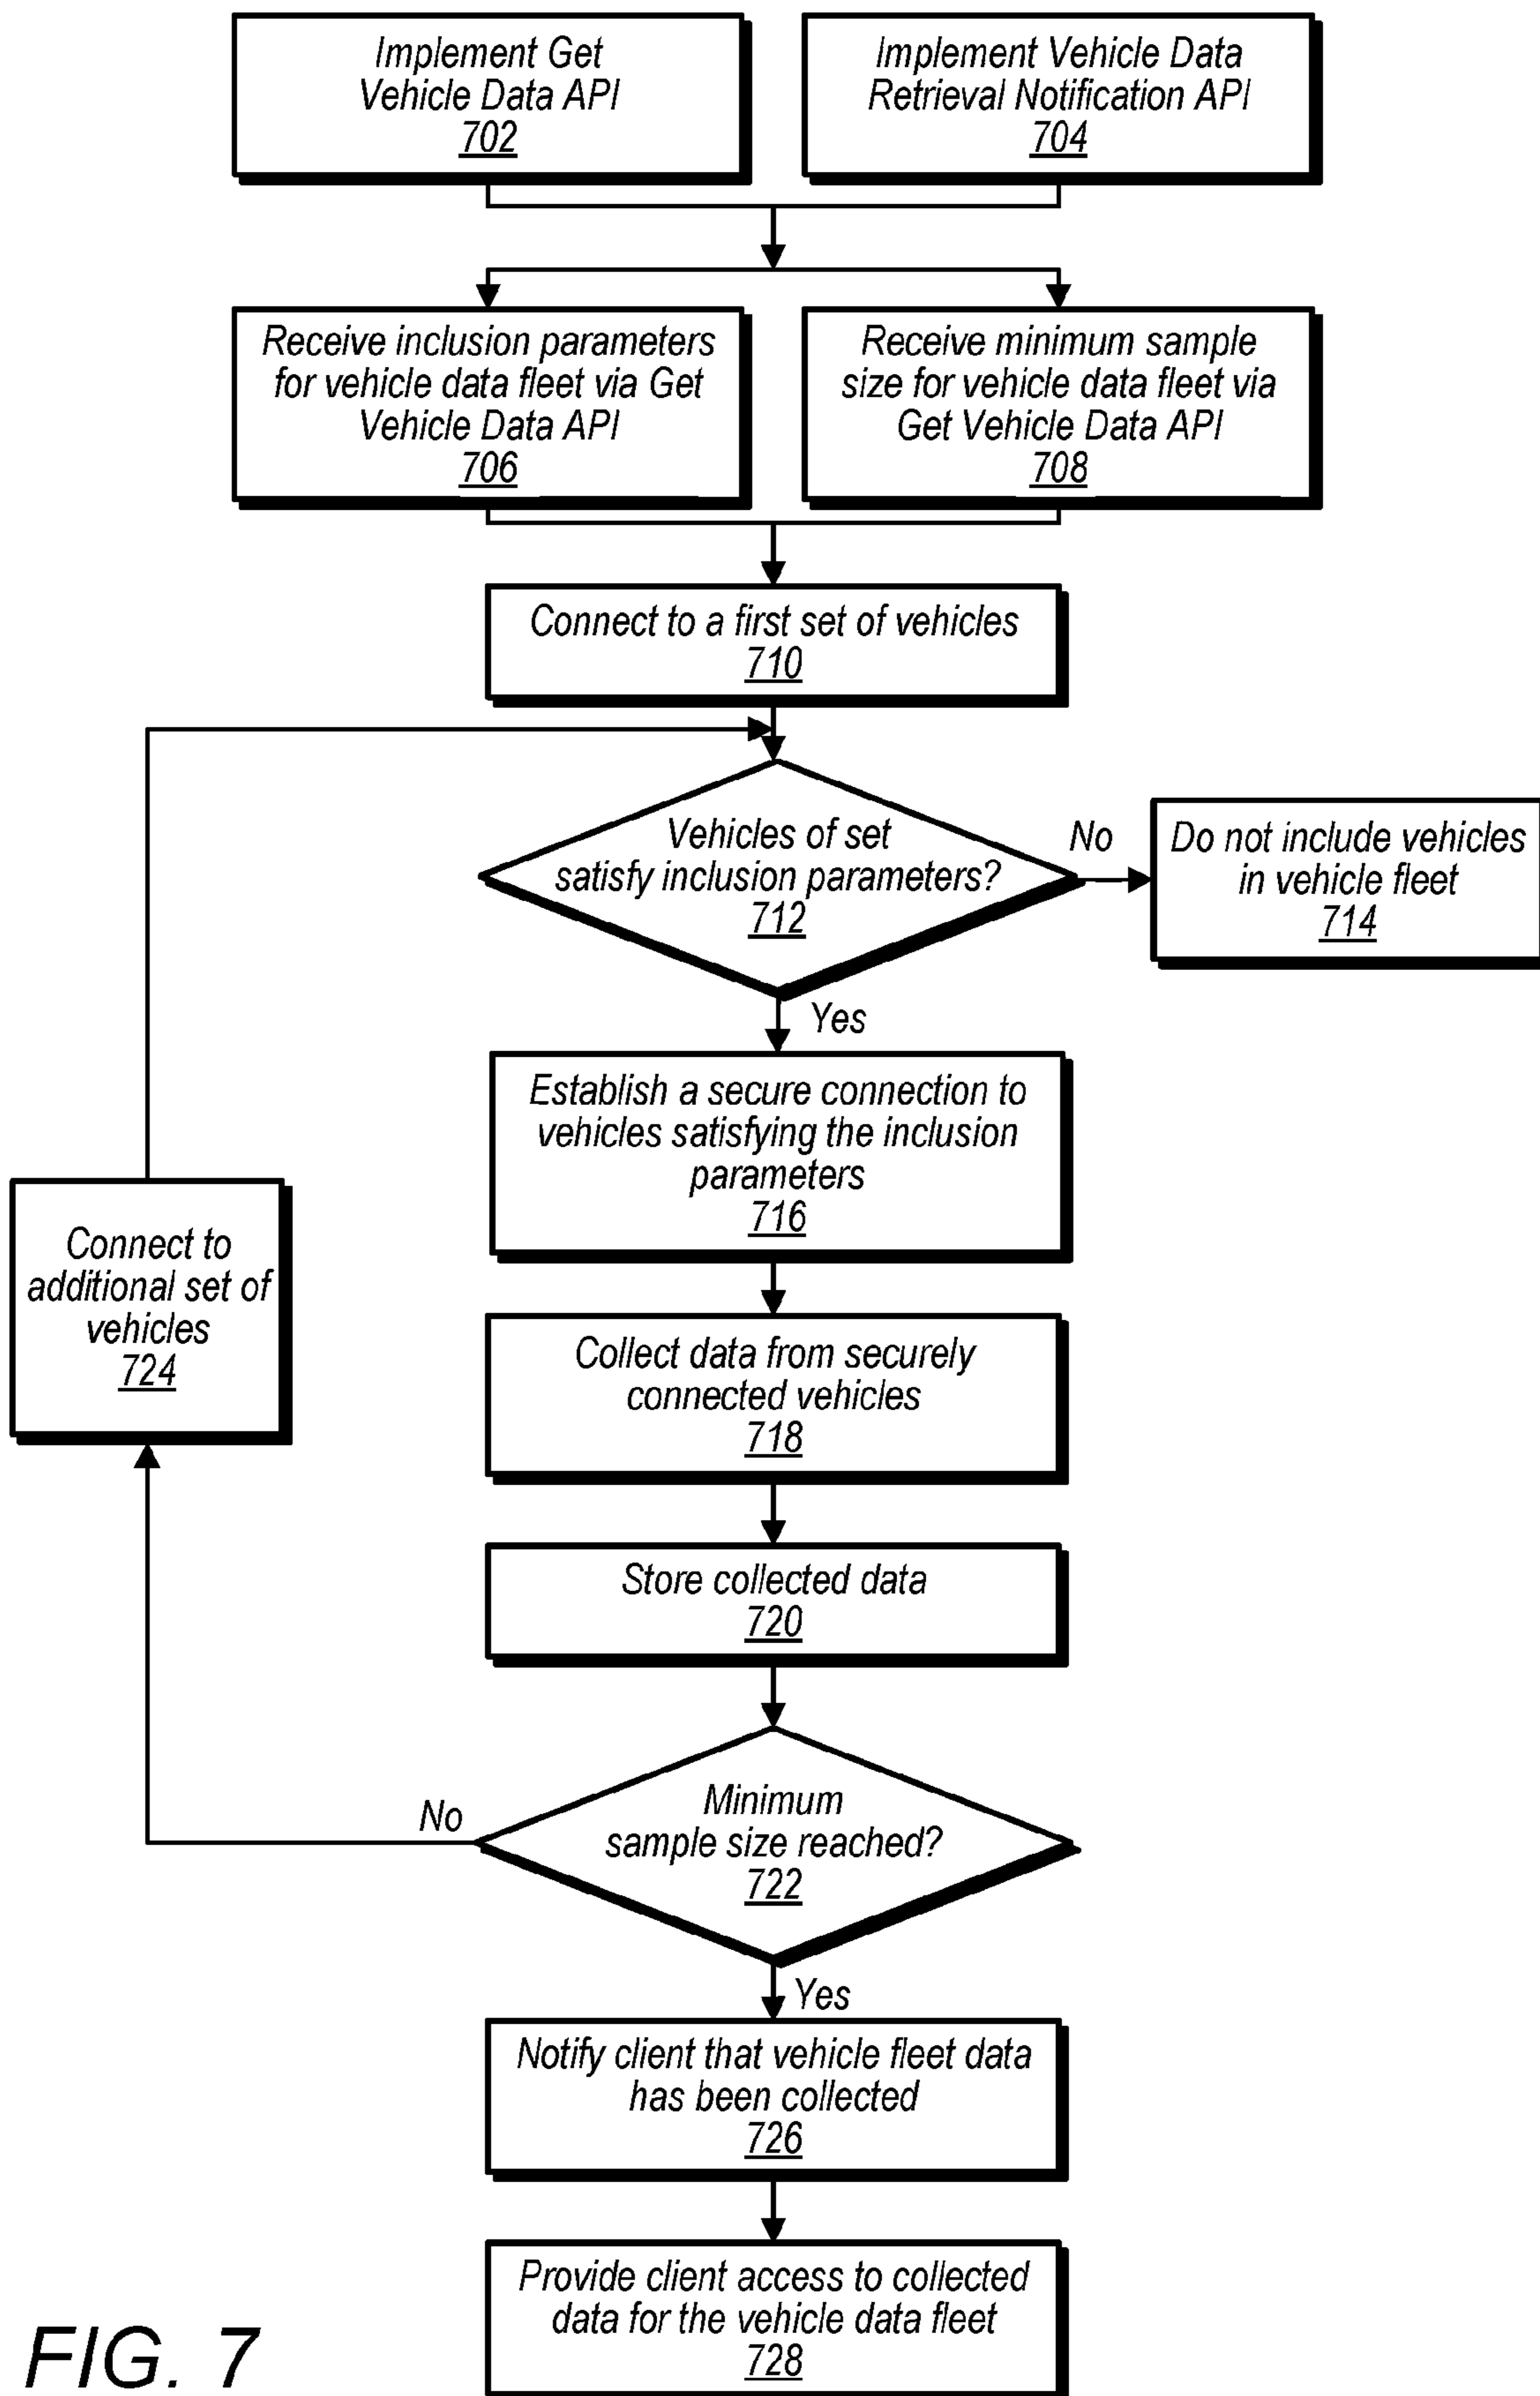 Implement Get
Vehicle Data API
702
Implement Vehicle Data
Retrieval Notification API
704
Receive inclusion parameters
for vehicle data fleet via Get
Vehicle Data API
706
Receive minimum sample
size for vehicle data fleet via
Get Vehicle Data API
708
Connect to a first set of vehicles
710
Vehicles of set
satisfy inclusion parameters?
712
No
Do not include vehicles
in vehicle fleet
714
Yes
Establish a secure connection to
vehicles satisfying the inclusion
parameters
716
Connect to
additional set of
vehicles
724
Collect data from securely
connected vehicles
718
Store collected data
720
Minimum
sample size reached?
722
No
Yes
Notify client that vehicle fleet data
has been collected
726
Provide client access to collected
data for the vehicle data fleet
728
FIG. 7